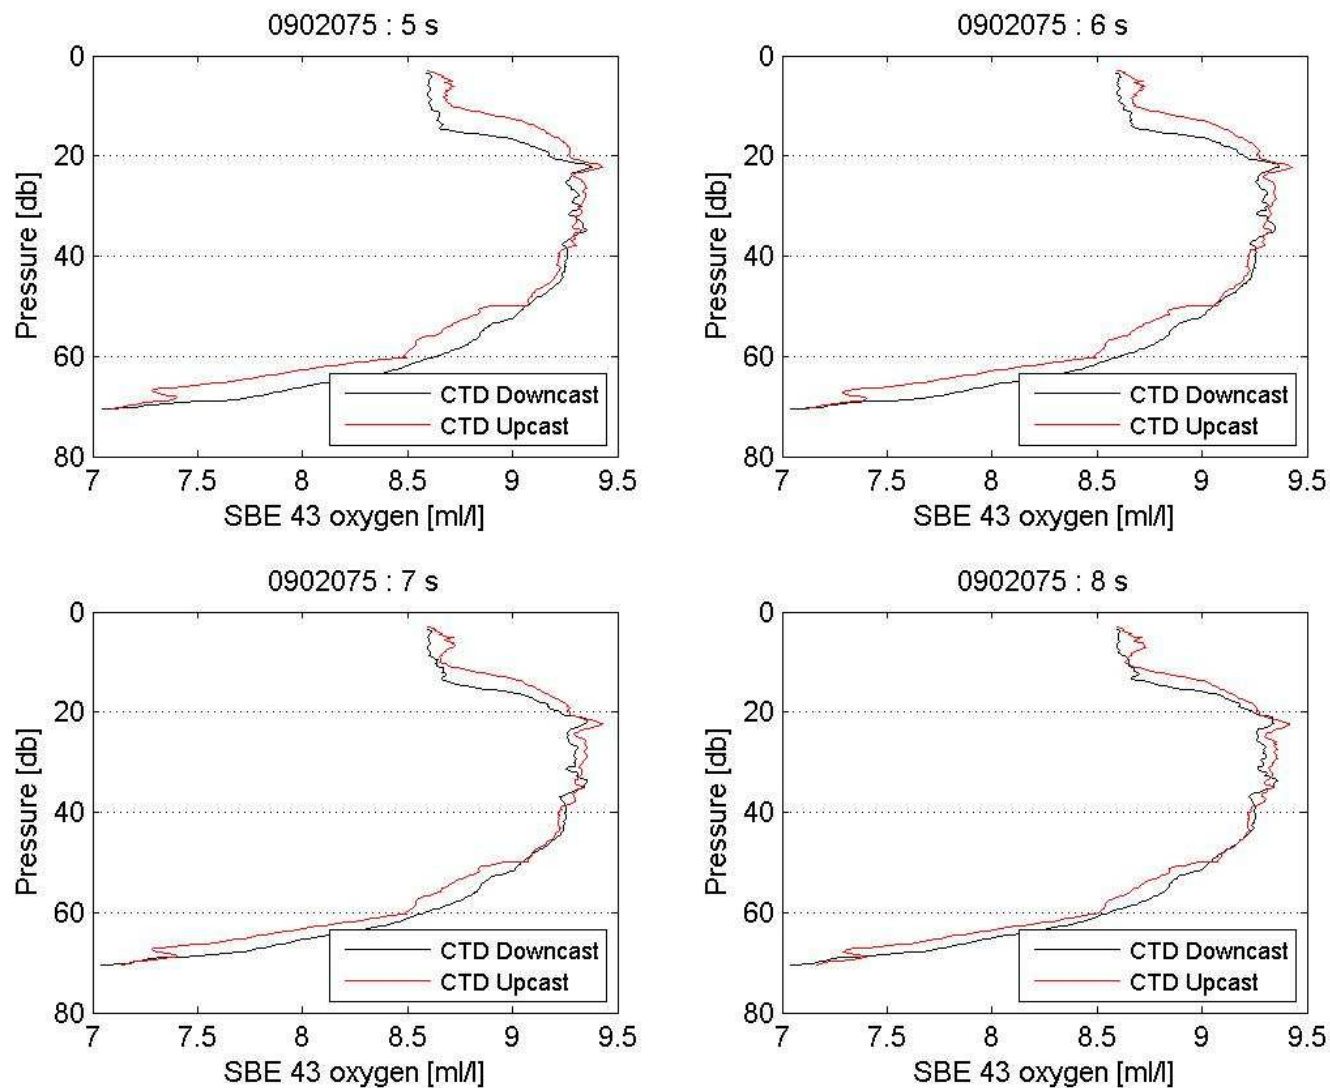 0902075 : 5 s
0
20
40
60
80
Pressure [db]
CTD Downcast
CTD Upcast
7 7.5 8 8.5 9 9.5
SBE 43 oxygen [ml/l]
0902075 : 6 s
0
20
40
60
80
Pressure [db]
CTD Downcast
CTD Upcast
7 7.5 8 8.5 9 9.5
SBE 43 oxygen [ml/l]
0902075 : 7 s
0
20
40
60
80
Pressure [db]
CTD Downcast
CTD Upcast
7 7.5 8 8.5 9 9.5
SBE 43 oxygen [ml/l]
0902075 : 8 s
0
20
40
60
80
Pressure [db]
CTD Downcast
CTD Upcast
7 7.5 8 8.5 9 9.5
SBE 43 oxygen [ml/l]